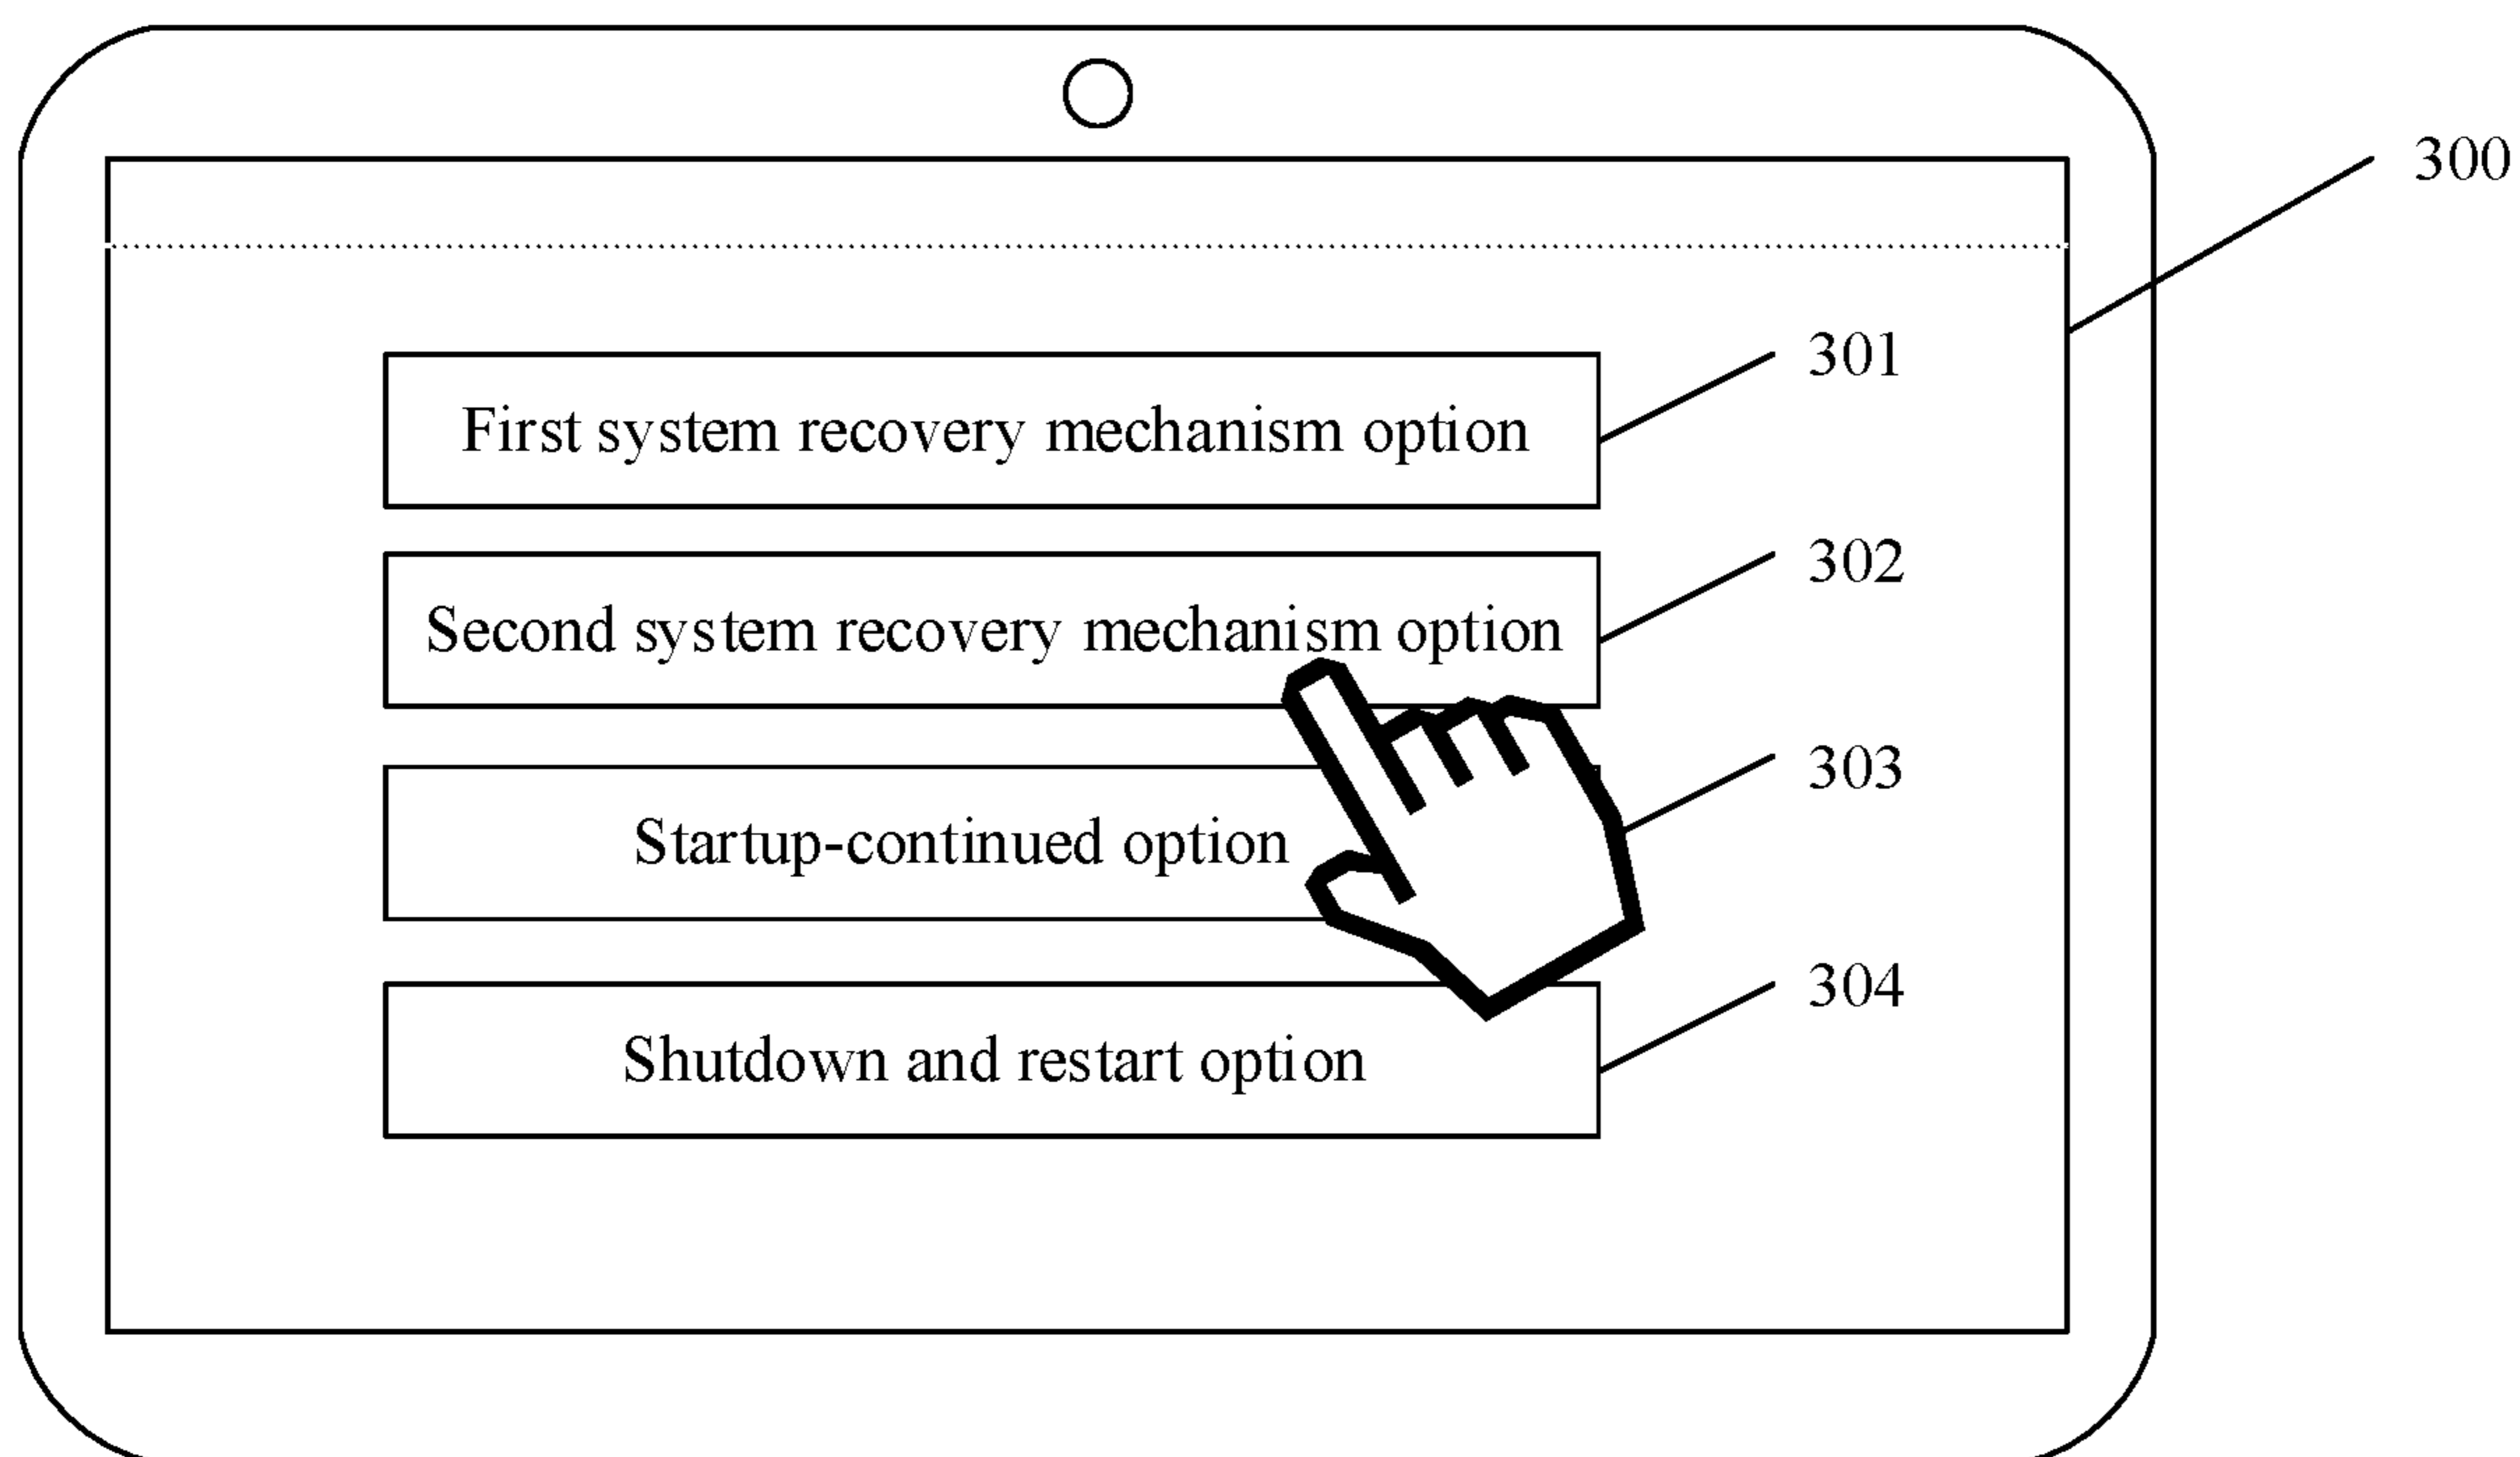 300
First system recovery mechanism option
301
Second system recovery mechanism option
302
Startup-continued option
303
Shutdown and restart option
304